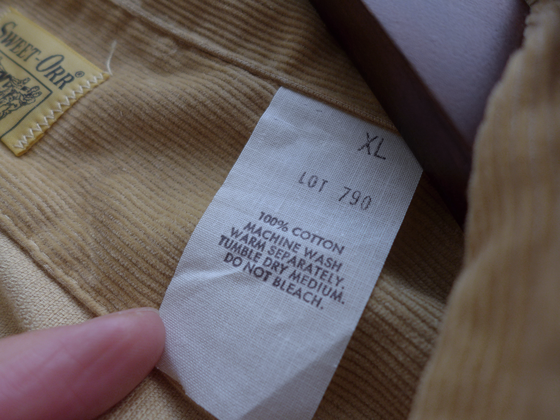 SWEET-ORR®
XL
LOT 790
100% COTTON
MACHINE WASH
WARM SEPARATELY.
TUMBLE DRY MEDIUM.
DO NOT BLEACH.